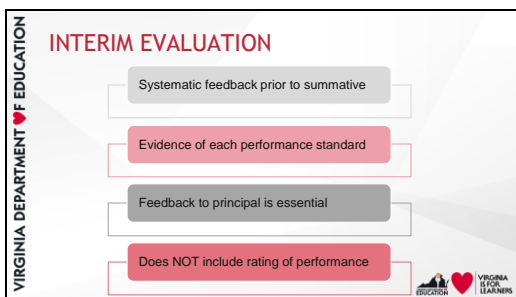 VIRGINIA DEPARTMENT OF EDUCATION
INTERIM EVALUATION
Systematic feedback prior to summative
Evidence of each performance standard
Feedback to principal is essential
Does NOT include rating of performance
EDUCATION
VIRGINIA
IS FOR
LEARNERS